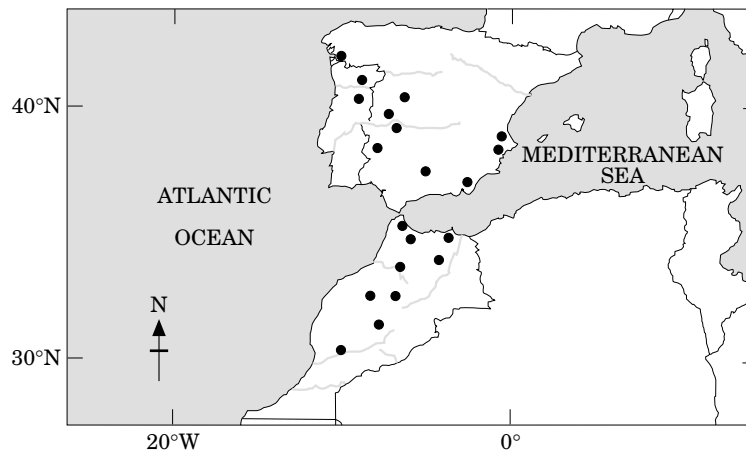 40°N
MEDITERRANEAN
SEA
ATLANTIC
OCEAN
N
30°N
20°W
0°